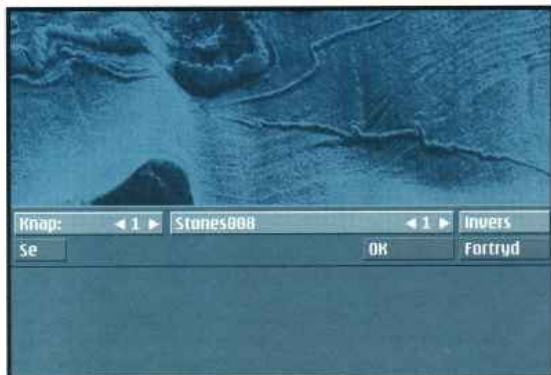 Knap: ◀ 1 ▶ Stones008 ◀ 1 ▶ Invers
Se OK Fortryd